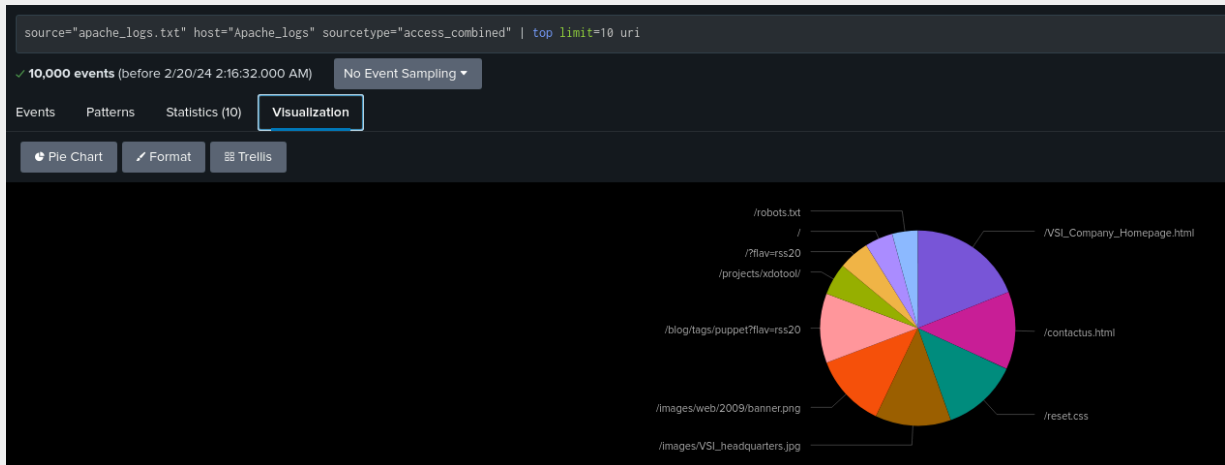 source="apache_logs.txt" host="Apache_logs" sourcetype="access_combined" | top limit=10 uri
✓ 10,000 events (before 2/20/24 2:16:32.000 AM) No Event Sampling ▾
Events Patterns Statistics (10) Visualization
Pie Chart Format Trellis
/robots.txt
/
/VSI_Company_Homepage.html
/?flav=rss20
/projects/xdotool/
/blog/tags/puppet?flav=rss20
/contactus.html
/images/web/2009/banner.png
/reset.css
/images/VSI_headquarters.jpg